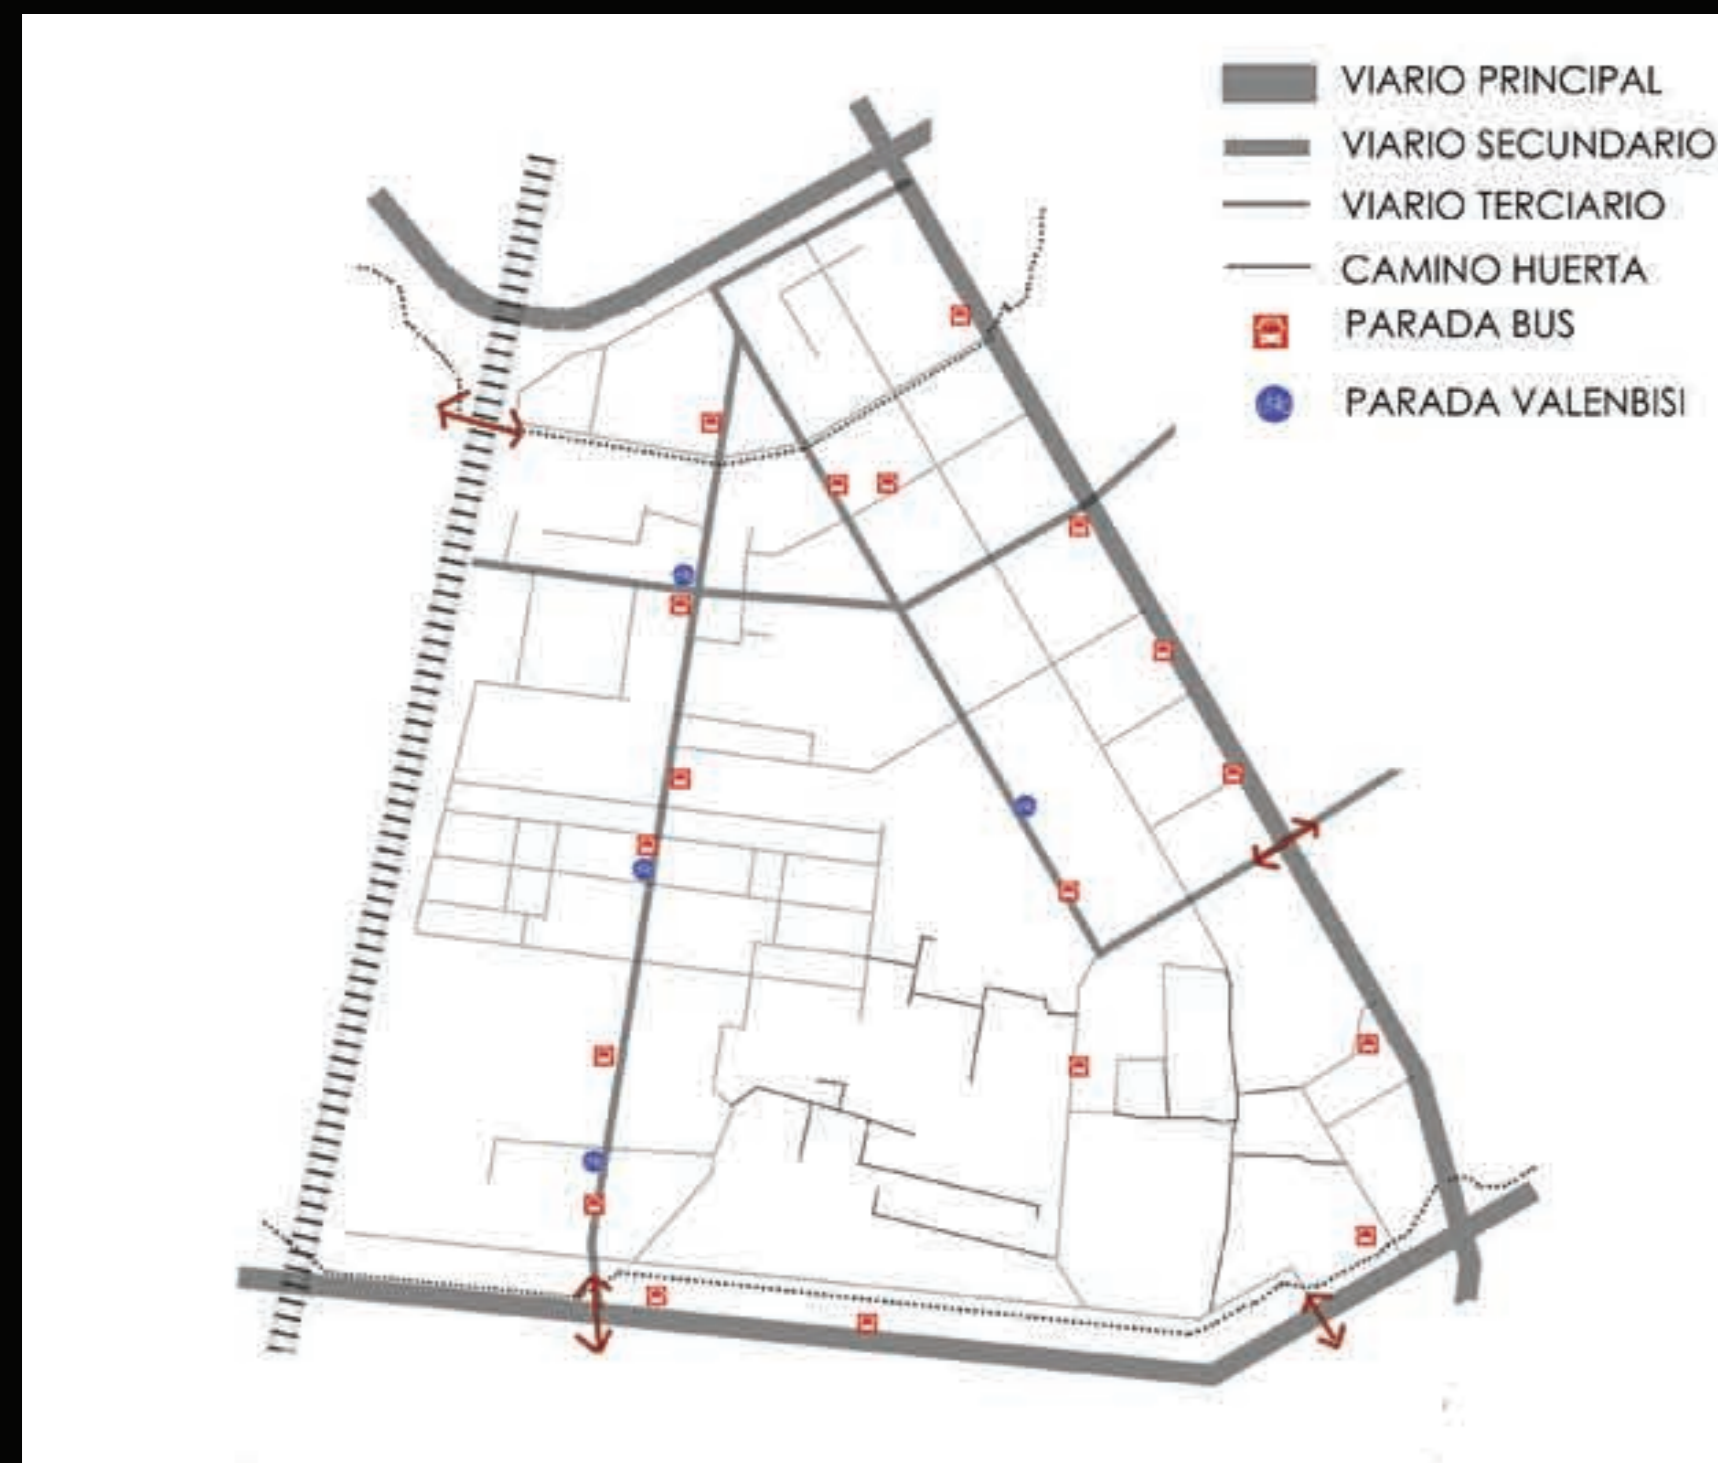 VIARIO PRINCIPAL
VIARIO SECUNDARIO
VIARIO TERCIARIO
CAMINO HUERTA
PARADA BUS
PARADA VALENBISI